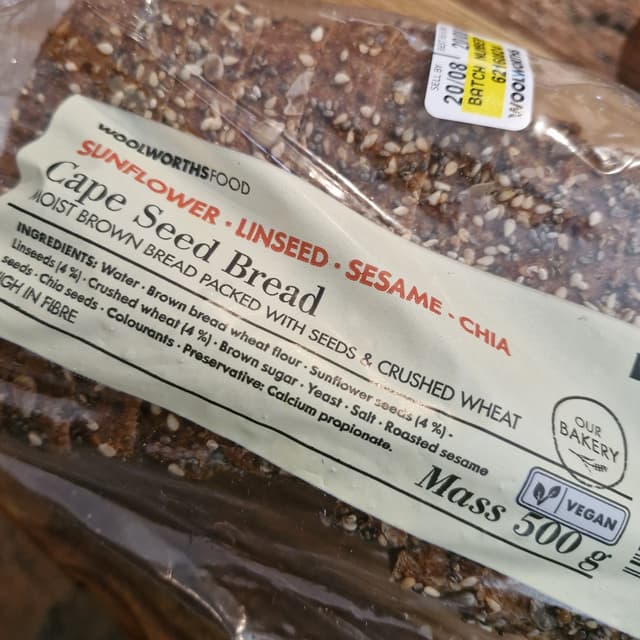 SELL BY
20/08
BATCH NUMBER
WOOLWORTHS
WOOLWORTHSFOOD
SUNFLOWER · LINSEED · SESAME · CHIA
Cape Seed Bread
MOIST BROWN BREAD PACKED WITH SEEDS & CRUSHED WHEAT
INGREDIENTS: Water · Brown bread wheat flour · Sunflower seeds (4 %) ·
Linseeds (4 %) · Crushed wheat (4 %) · Brown sugar · Yeast · Salt · Roasted sesame
seeds · Chia seeds · Colourants · Preservative: Calcium propionate.
IGH IN FIBRE
OUR
BAKERY
VEGAN
Mass 500 g